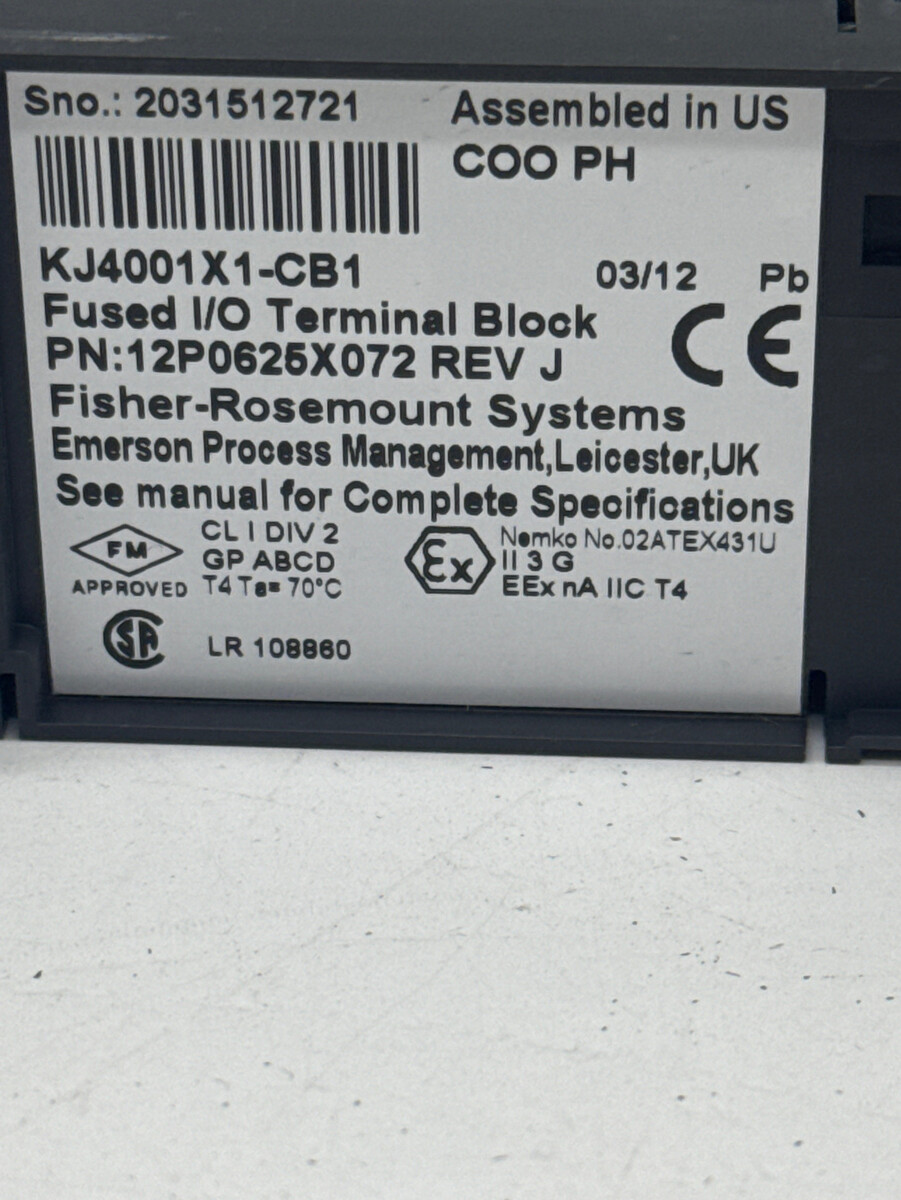 Sno.: 2031512721
Assembled in US
COO PH
KJ4001X1-CB1
03/12 Pb
Fused I/O Terminal Block
CE
PN:12P0625X072 REV J
Fisher-Rosemount Systems
Emerson Process Management,Leicester,UK
See manual for Complete Specifications
FM
APPROVED
CL I DIV 2
GP ABCD
T4 Ta= 70°C
Ex
Nemko No.02ATEX431U
II 3 G
EEx nA IIC T4
SA
LR 108860